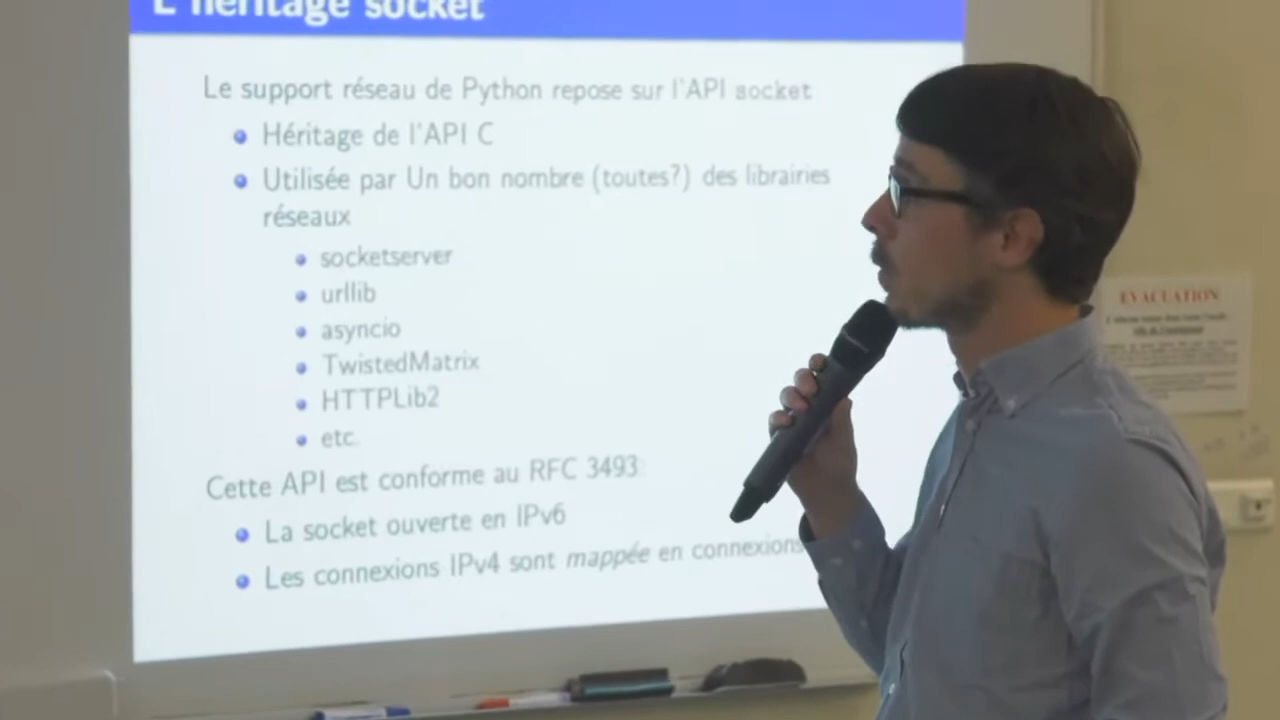 L'héritage socket
Le support réseau de Python repose sur l'API socket
Héritage de l'API C
Utilisée par Un bon nombre (toutes?) des librairies
réseaux
socketserver
urllib
asyncio
TwistedMatrix
HTTPLib2
etc.
Cette API est conforme au RFC 3493
La socket ouverte en IPv6
Les connexions IPv4 sont mappée en connexions
EVACUATION